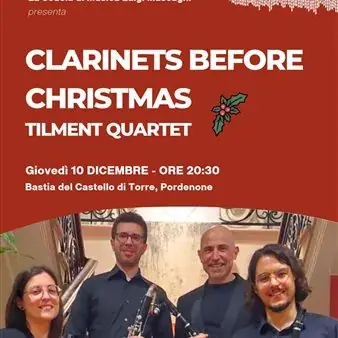 presenta
CLARINETS BEFORE
CHRISTMAS
TILMENT QUARTET
Giovedì 10 DICEMBRE - ORE 20:30
Bastia del Castello di Torre, Pordenone